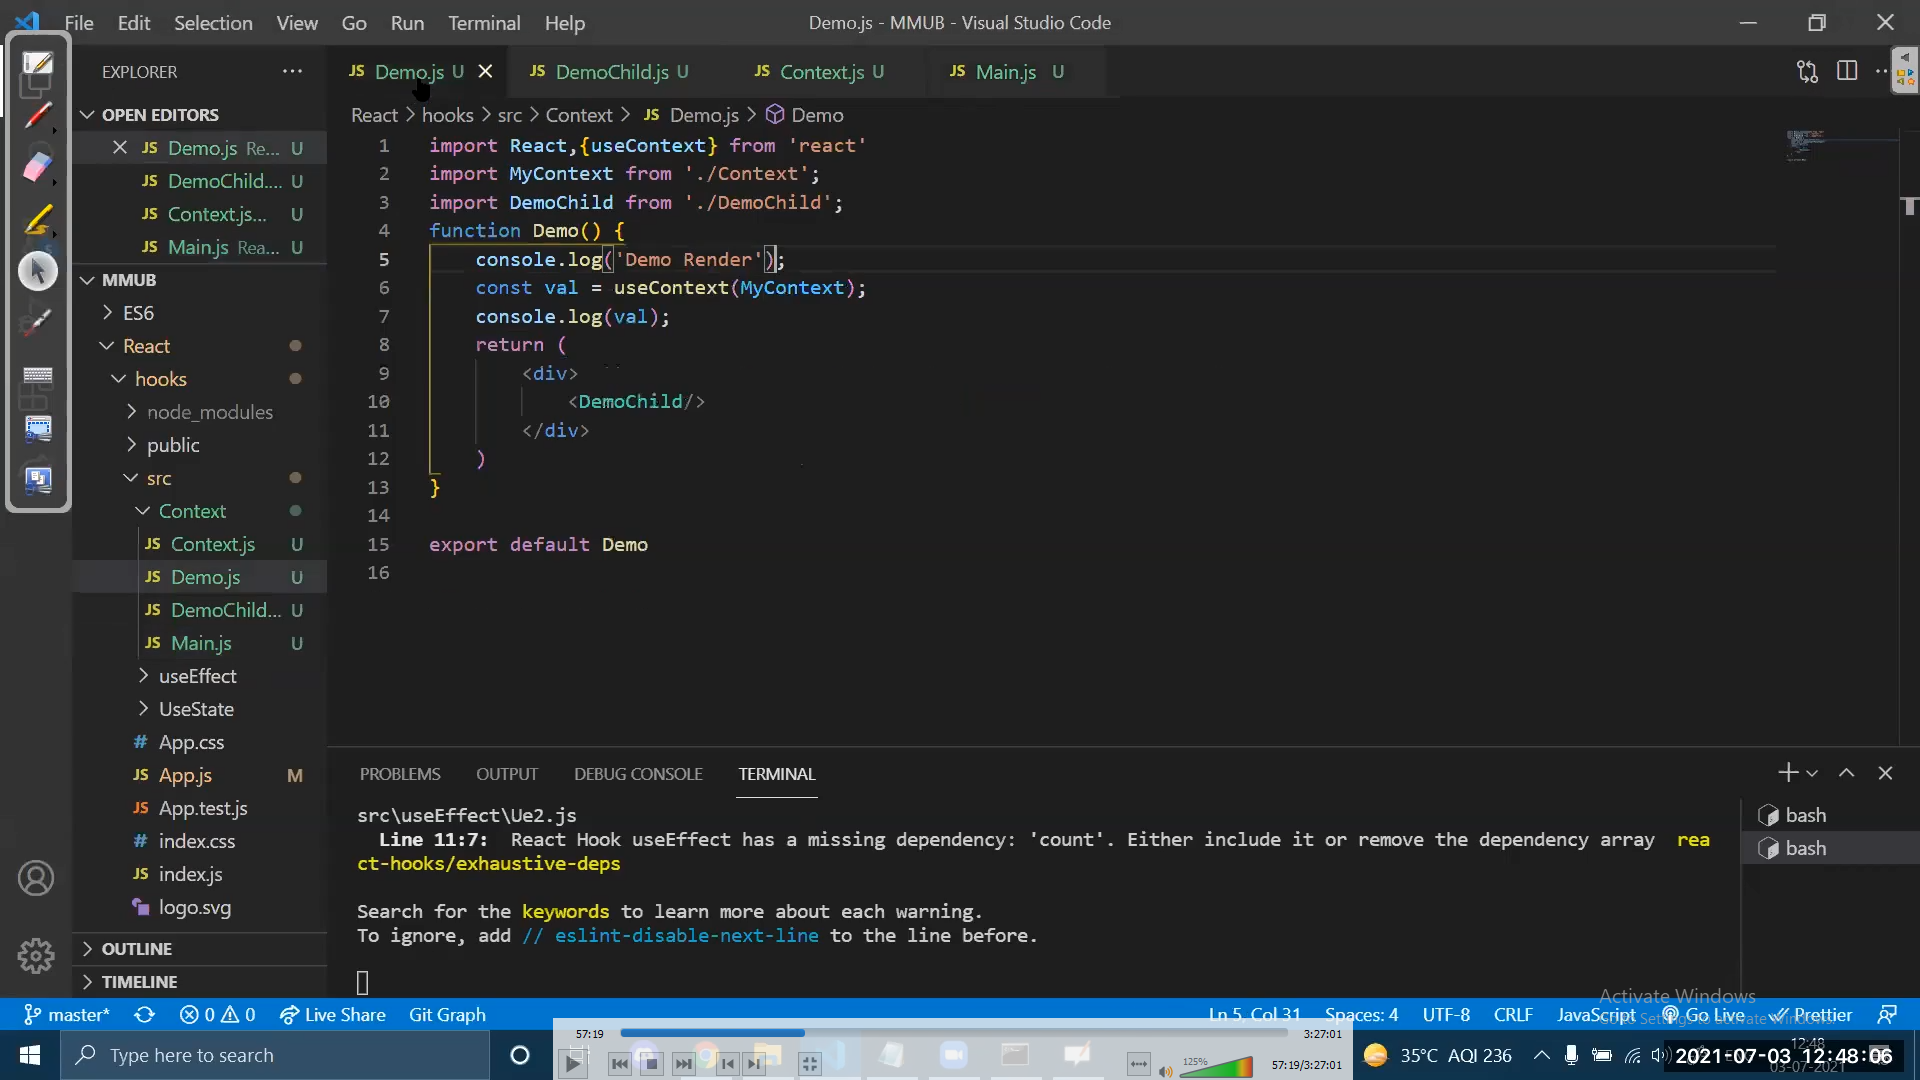 File Edit Selection View Go Run Terminal Help
Demo.js - MMUB - Visual Studio Code
EXPLORER
OPEN EDITORS
JS Demo.js Re... U
JS DemoChild.... U
JS Context.js... U
JS Main.js Rea... U
MMUB
ES6
React
hooks
node_modules
public
src
Context
JS Context.js U
JS Demo.js U
JS DemoChild... U
JS Main.js U
useEffect
UseState
# App.css
JS App.js M
JS App.test.js
# index.css
JS index.js
logo.svg
OUTLINE
TIMELINE
JS Demo.js U
JS DemoChild.js U
JS Context.js U
JS Main.js U
React > hooks > src > Context > JS Demo.js > Demo
1 import React,{useContext} from 'react'
2 import MyContext from './Context';
3 import DemoChild from './DemoChild';
4 function Demo() {
5 console.log('Demo Render');
6 const val = useContext(MyContext);
7 console.log(val);
8 return (
9 <div>
10 <DemoChild/>
11 </div>
12 )
13 }
14
15 export default Demo
16
PROBLEMS OUTPUT DEBUG CONSOLE TERMINAL
src\useEffect\Ue2.js
Line 11:7: React Hook useEffect has a missing dependency: 'count'. Either include it or remove the dependency array rea
ct-hooks/exhaustive-deps
Search for the keywords to learn more about each warning.
To ignore, add // eslint-disable-next-line to the line before.
bash
bash
Activate Windows
Go to Settings to activate Windows.
master* 0 0 Live Share Git Graph
Ln 5, Col 31 Spaces: 4 UTF-8 CRLF JavaScript Go Live Prettier
57:19 3:27:01
Type here to search
125%
57:19/3:27:01
35°C AQI 236
12:48
03-07-2021
2021-07-03 12:48:06